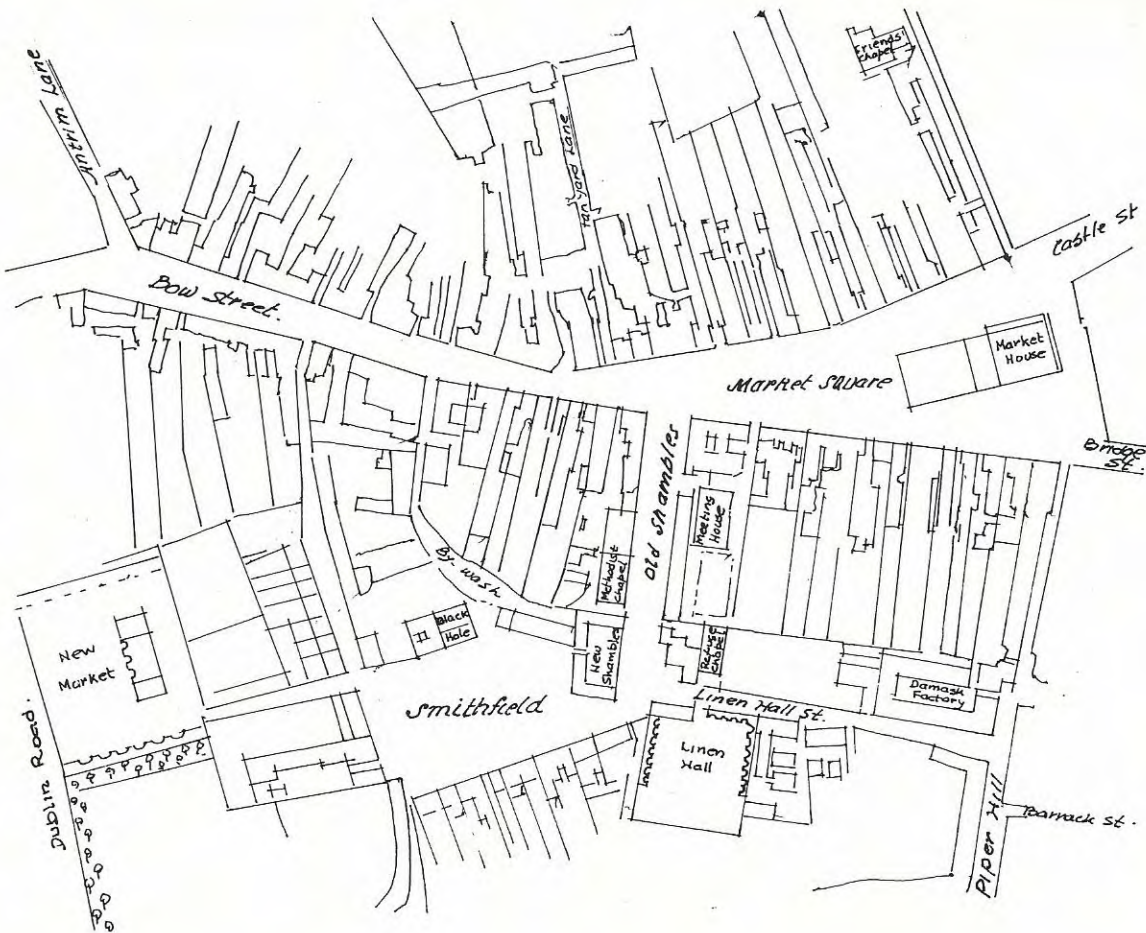 Antrim Lane
Friends'
Chapel
Tan Yard Lane
Castle St
Bow Street.
Market Square
Market
House
Bridge
St.
Old Shambles
Meeting
House
Methodist
Chapel
wash
Black
Hole
New
Shambles
Refuse
chapel
New
Market
Smithfield
Linen Hall St.
Damask
Factory
Linen
Hall
Dublin Road.
Piper Hill
Barrack St.